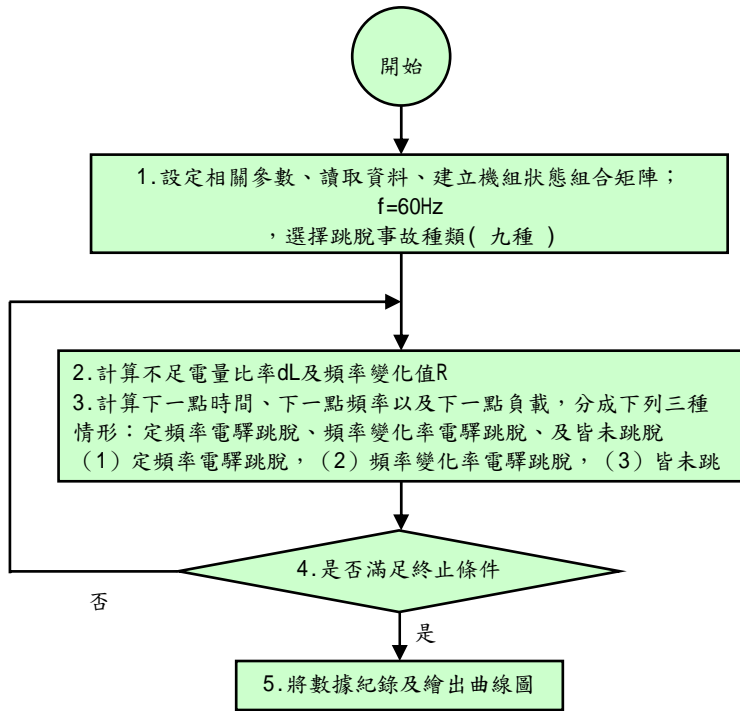 開始
1.設定相關參數、讀取資料、建立機組狀態組合矩陣；
f=60Hz
，選擇跳脫事故種類( 九種 )
2.計算不足電量比率dL及頻率變化值R
3.計算下一點時間、下一點頻率以及下一點負載，分成下列三種
情形：定頻率電驛跳脫、頻率變化率電驛跳脫、及皆未跳脫
（1）定頻率電驛跳脫，（2）頻率變化率電驛跳脫，（3）皆未跳
4.是否滿足終止條件
否
是
5.將數據紀錄及繪出曲線圖